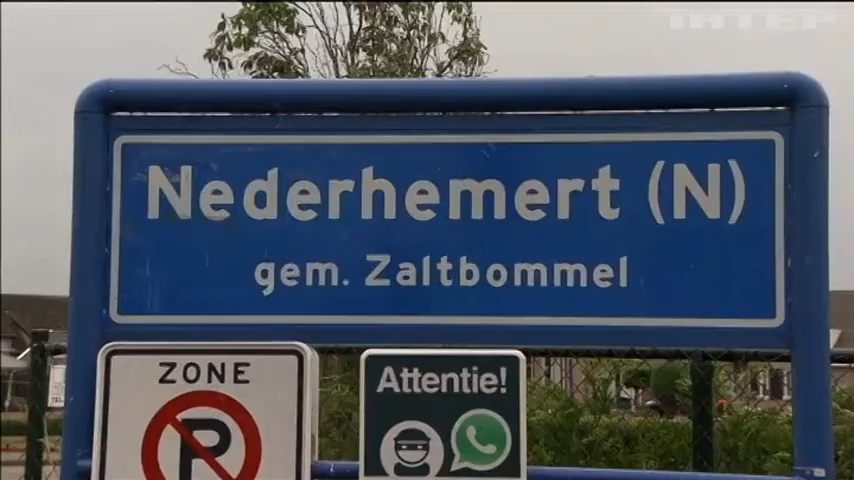 ІНТЕР
Nederhemert (N)
gem. Zaltbommel
ZONE
P
Attentie!